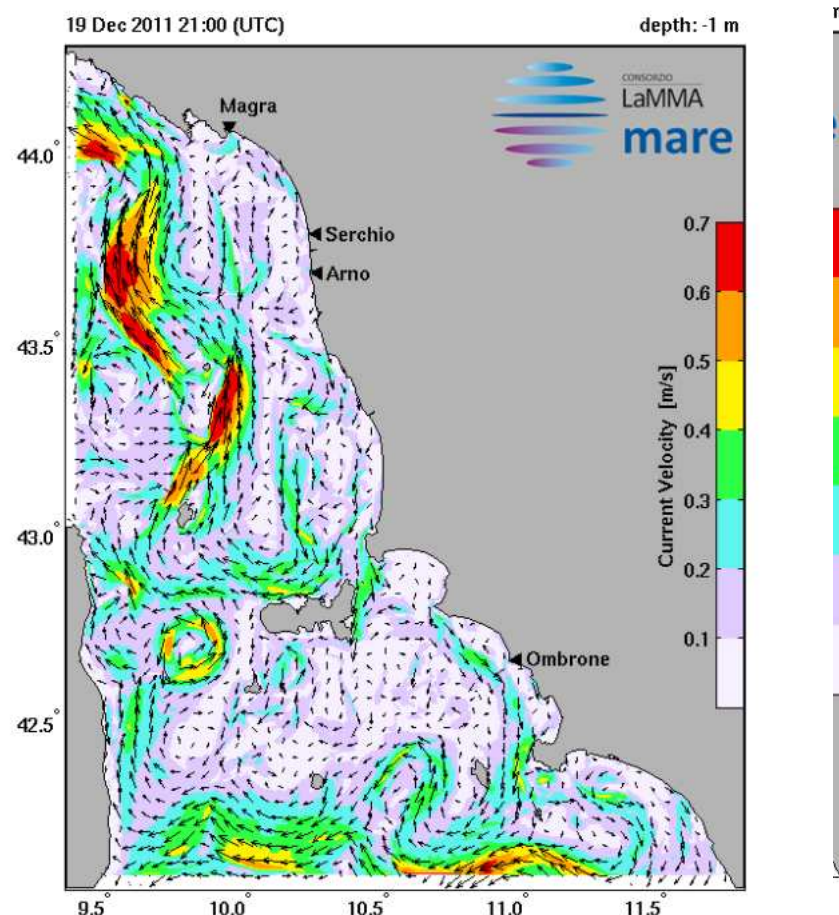 19 Dec 2011 21:00 (UTC)
depth: -1 m
CONSORZIO
LaMMA
mare
Magra
44.0°
Serchio
0.7
Arno
0.6
43.5°
0.5
Current Velocity [m/s]
0.4
0.3
43.0°
0.2
0.1
Ombrone
42.5°
9.5°
10.0°
10.5°
11.0°
11.5°